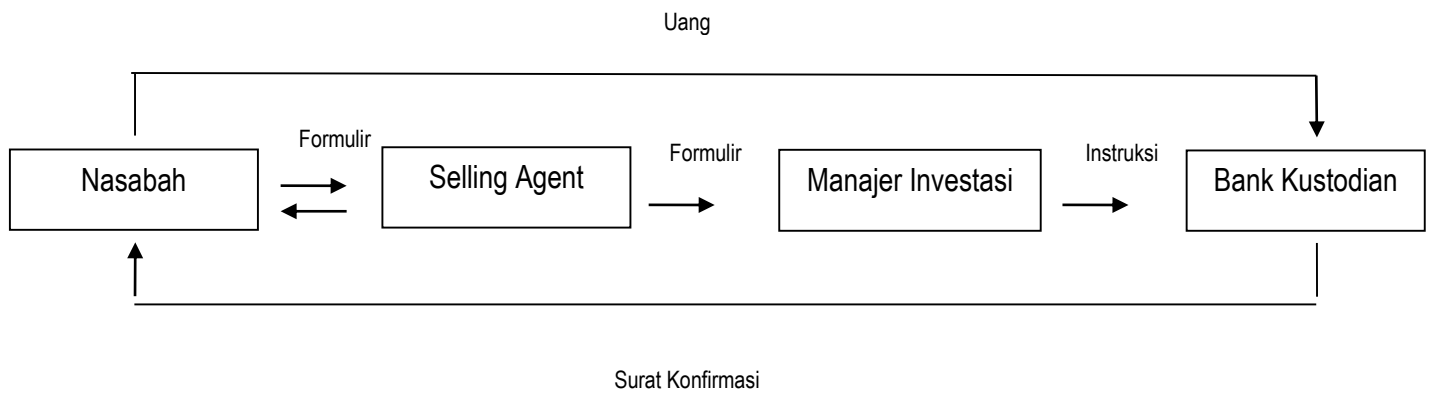 Uang
Formulir
Formulir
Instruksi
Nasabah
Selling Agent
Manajer Investasi
Bank Kustodian
Surat Konfirmasi